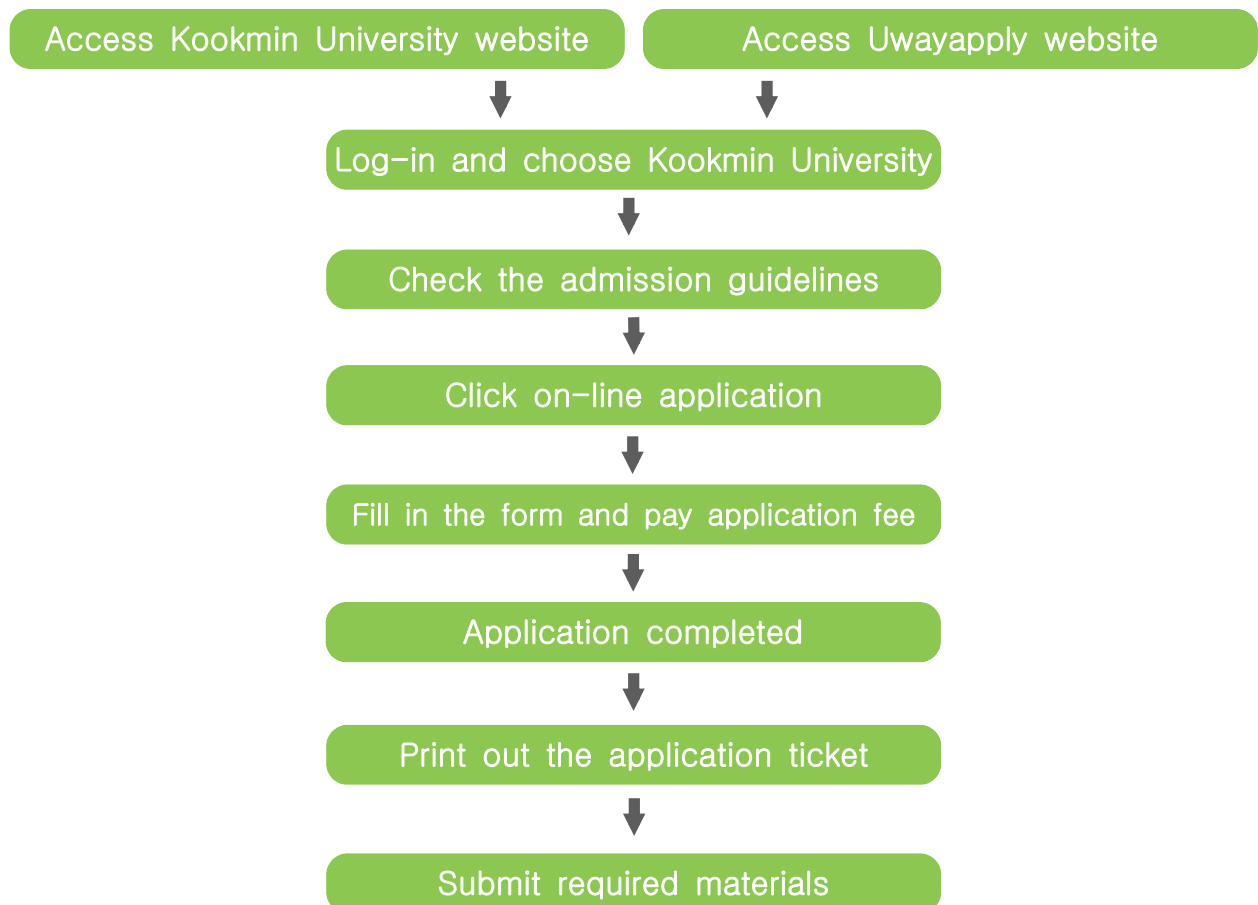 Access Kookmin University website
Access Uwayapply website
Log-in and choose Kookmin University
Check the admission guidelines
Click on-line application
Fill in the form and pay application fee
Application completed
Print out the application ticket
Submit required materials